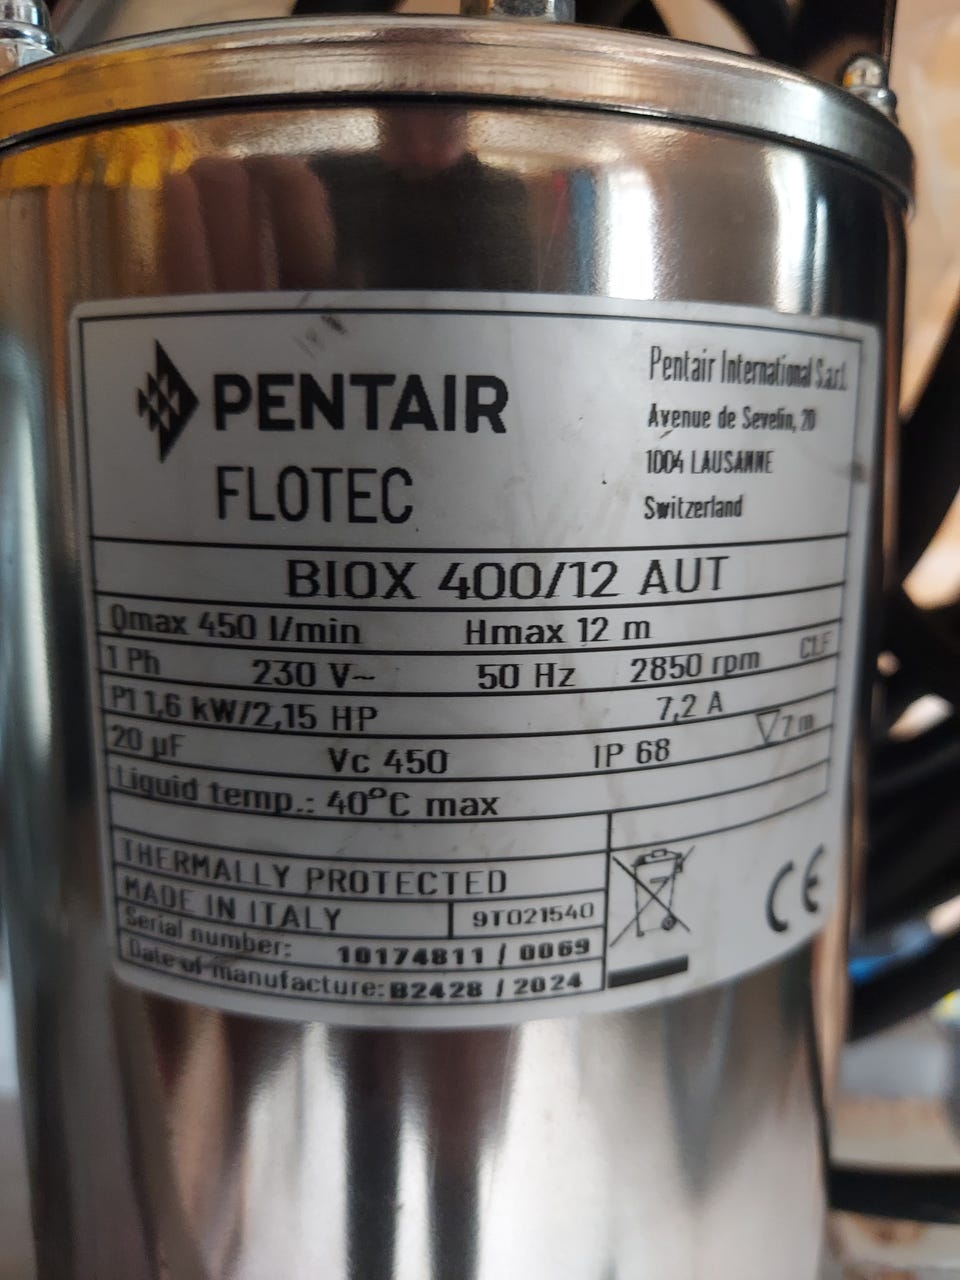 PENTAIR
FLOTEC
Pentair International S.a.r.l.
Avenue de Sevelin, 20
1004 LAUSANNE
Switzerland
BIOX 400/12 AUT
Qmax 450 l/min Hmax 12 m
1 Ph 230 V~ 50 Hz 2850 rpm Cl.F
P1 1,6 kW/2,15 HP 7,2 A
20 µF Vc 450 IP 68 ▽7 m
Liquid temp.: 40°C max
THERMALLY PROTECTED
MADE IN ITALY 9T021540
Serial number: 10174811 / 0069
Date of manufacture: B2428 / 2024
CE